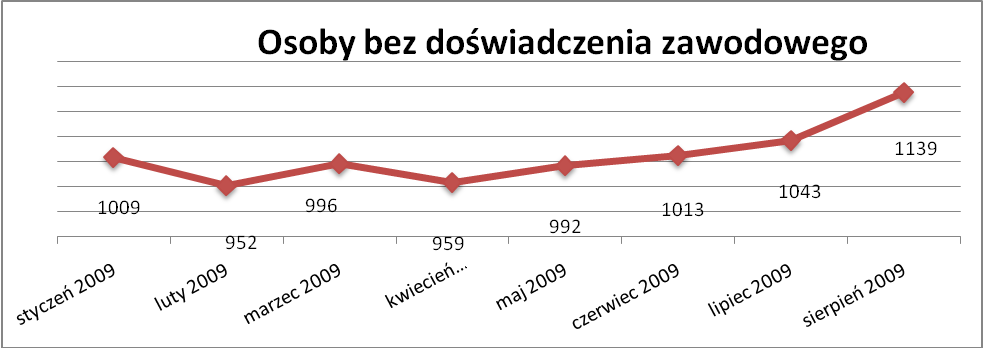 Osoby bez doświadczenia zawodowego
1009
952
996
959
992
1013
1043
1139
styczeń 2009
luty 2009
marzec 2009
kwiecień…
maj 2009
czerwiec 2009
lipiec 2009
sierpień 2009